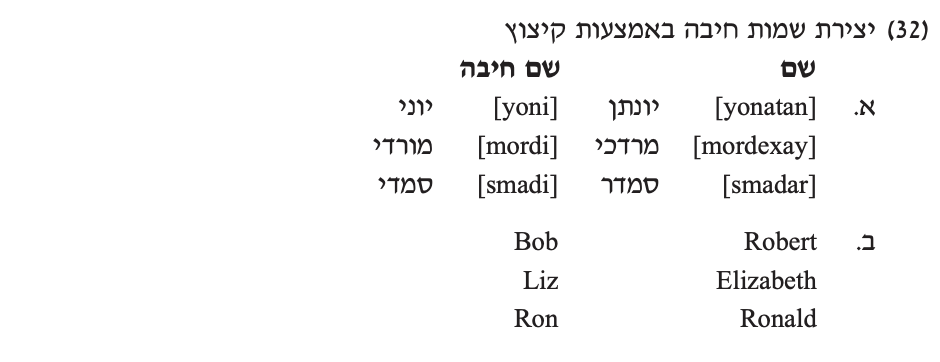 (32) יצירת שמות חיבה באמצעות קיצוץ
שם שם חיבה
א. [yonatan] יונתן [yoni] יוני
[mordexay] מרדכי [mordi] מורדי
[smadar] סמדר [smadi] סמדי
ב. Robert Bob
Elizabeth Liz
Ronald Ron